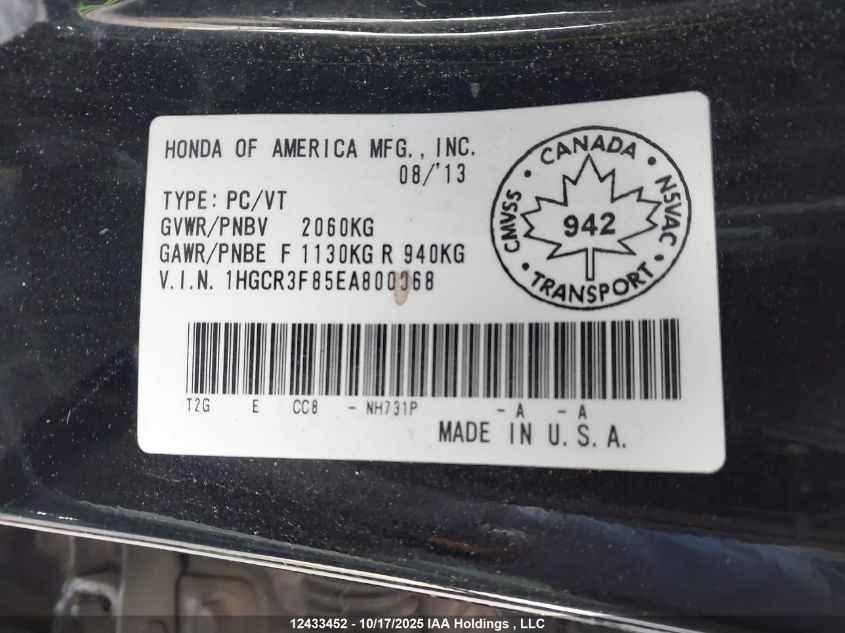 HONDA OF AMERICA MFG., INC.
08/'13
TYPE: PC/VT
GVWR/PNBV 2060KG
GAWR/PNBE F 1130KG R 940KG
V.I.N. 1HGCR3F85EA800068
CANADA • NSVAC • TRANSPORT • CMVSS •
942
T2G E CC8 - NH731P - A - A
MADE IN U.S.A.
12433452 - 10/17/2025 IAA Holdings , LLC